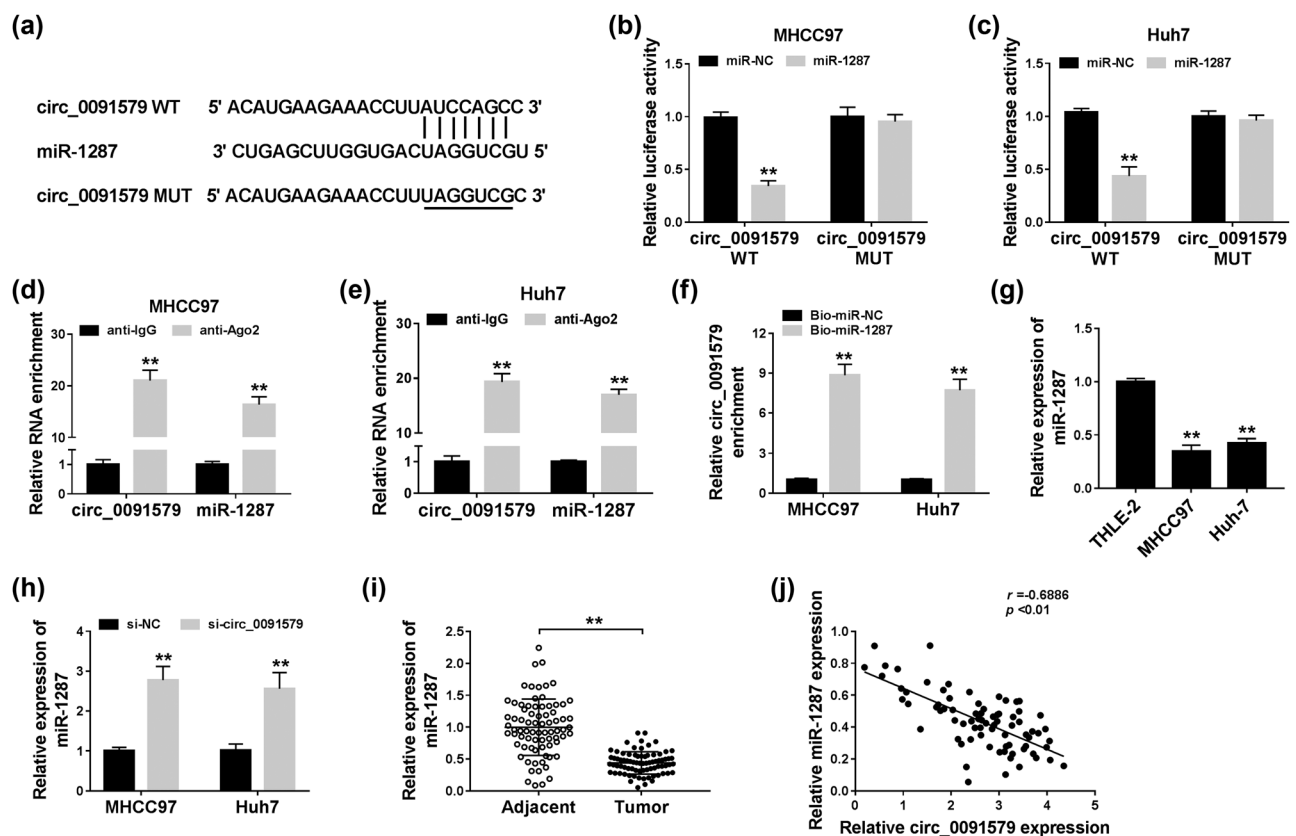 (a)
circ_0091579 WT 5' ACAUGAAGAAACCUUAUCCAGCC 3'
miR-1287 3' CUGAGCUUGGUGACUAGGUCGU 5'
circ_0091579 MUT 5' ACAUGAAGAAACCUUUAGGUCGC 3'
(b)
MHCC97
miR-NC miR-1287
Relative luciferase activity
1.5
1.0
0.5
0.0
**
circ_0091579 circ_0091579
WT MUT
(c)
Huh7
miR-NC miR-1287
Relative luciferase activity
1.5
1.0
0.5
0.0
**
circ_0091579 circ_0091579
WT MUT
(d)
MHCC97
anti-IgG anti-Ago2
Relative RNA enrichment
30
20
10
1
0
** **
circ_0091579 miR-1287
(e)
Huh7
anti-IgG anti-Ago2
Relative RNA enrichment
30
20
10
1
0
** **
circ_0091579 miR-1287
(f)
Bio-miR-NC
Bio-miR-1287
Relative circ_0091579
enrichment
12
9
6
3
0
** **
MHCC97 Huh7
(g)
Relative expression of
miR-1287
1.5
1.0
0.5
0.0
** **
THLE-2 MHCC97 Huh-7
(h)
si-NC si-circ_0091579
Relative expression of
miR-1287
4
3
2
1
0
** **
MHCC97 Huh7
(i)
Relative expression of
miR-1287
2.5
2.0
1.5
1.0
0.5
0.0
**
Adjacent Tumor
(j)
r =-0.6886
p <0.01
Relative miR-1287 expression
1.0
0.8
0.6
0.4
0.2
0.0
0 1 2 3 4 5
Relative circ_0091579 expression